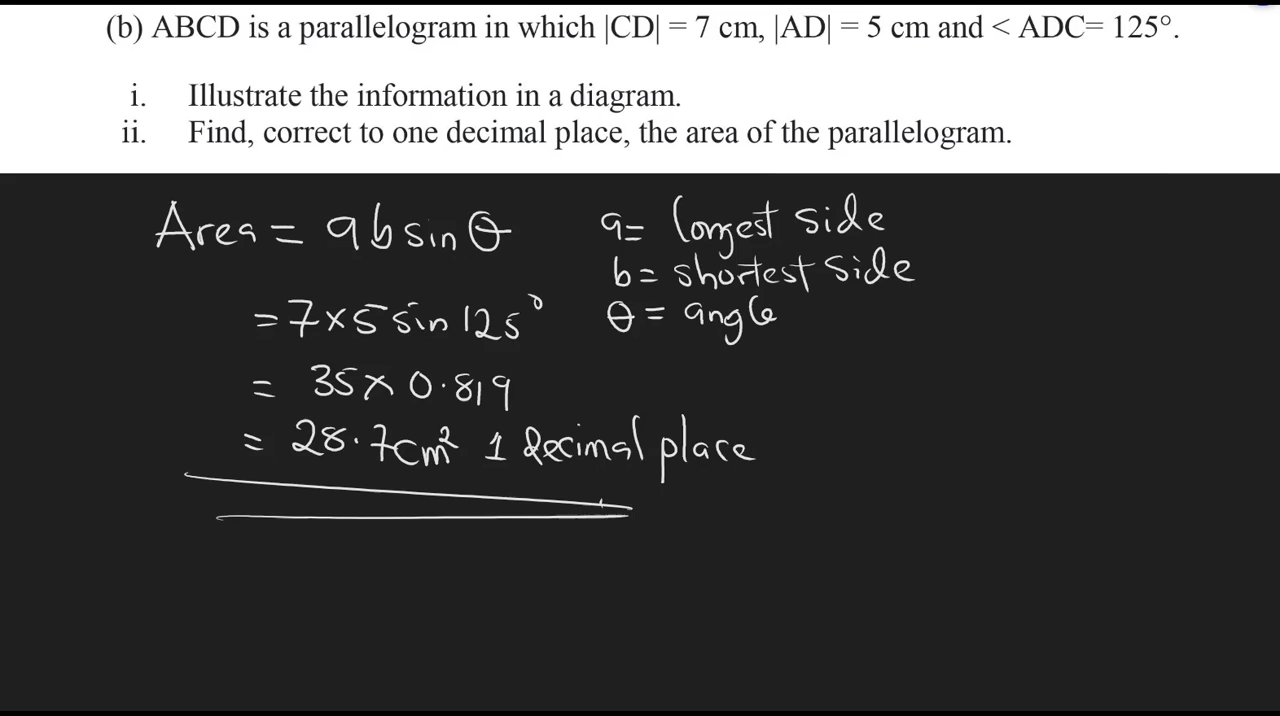 (b) ABCD is a parallelogram in which |CD| = 7 cm, |AD| = 5 cm and < ADC= 125°.
i. Illustrate the information in a diagram.
ii. Find, correct to one decimal place, the area of the parallelogram.
Area = ab sin θ
a= longest side
b= shortest side
θ = angle
= 7×5 sin 125°
= 35 × 0.819
= 28.7cm² 1 decimal place